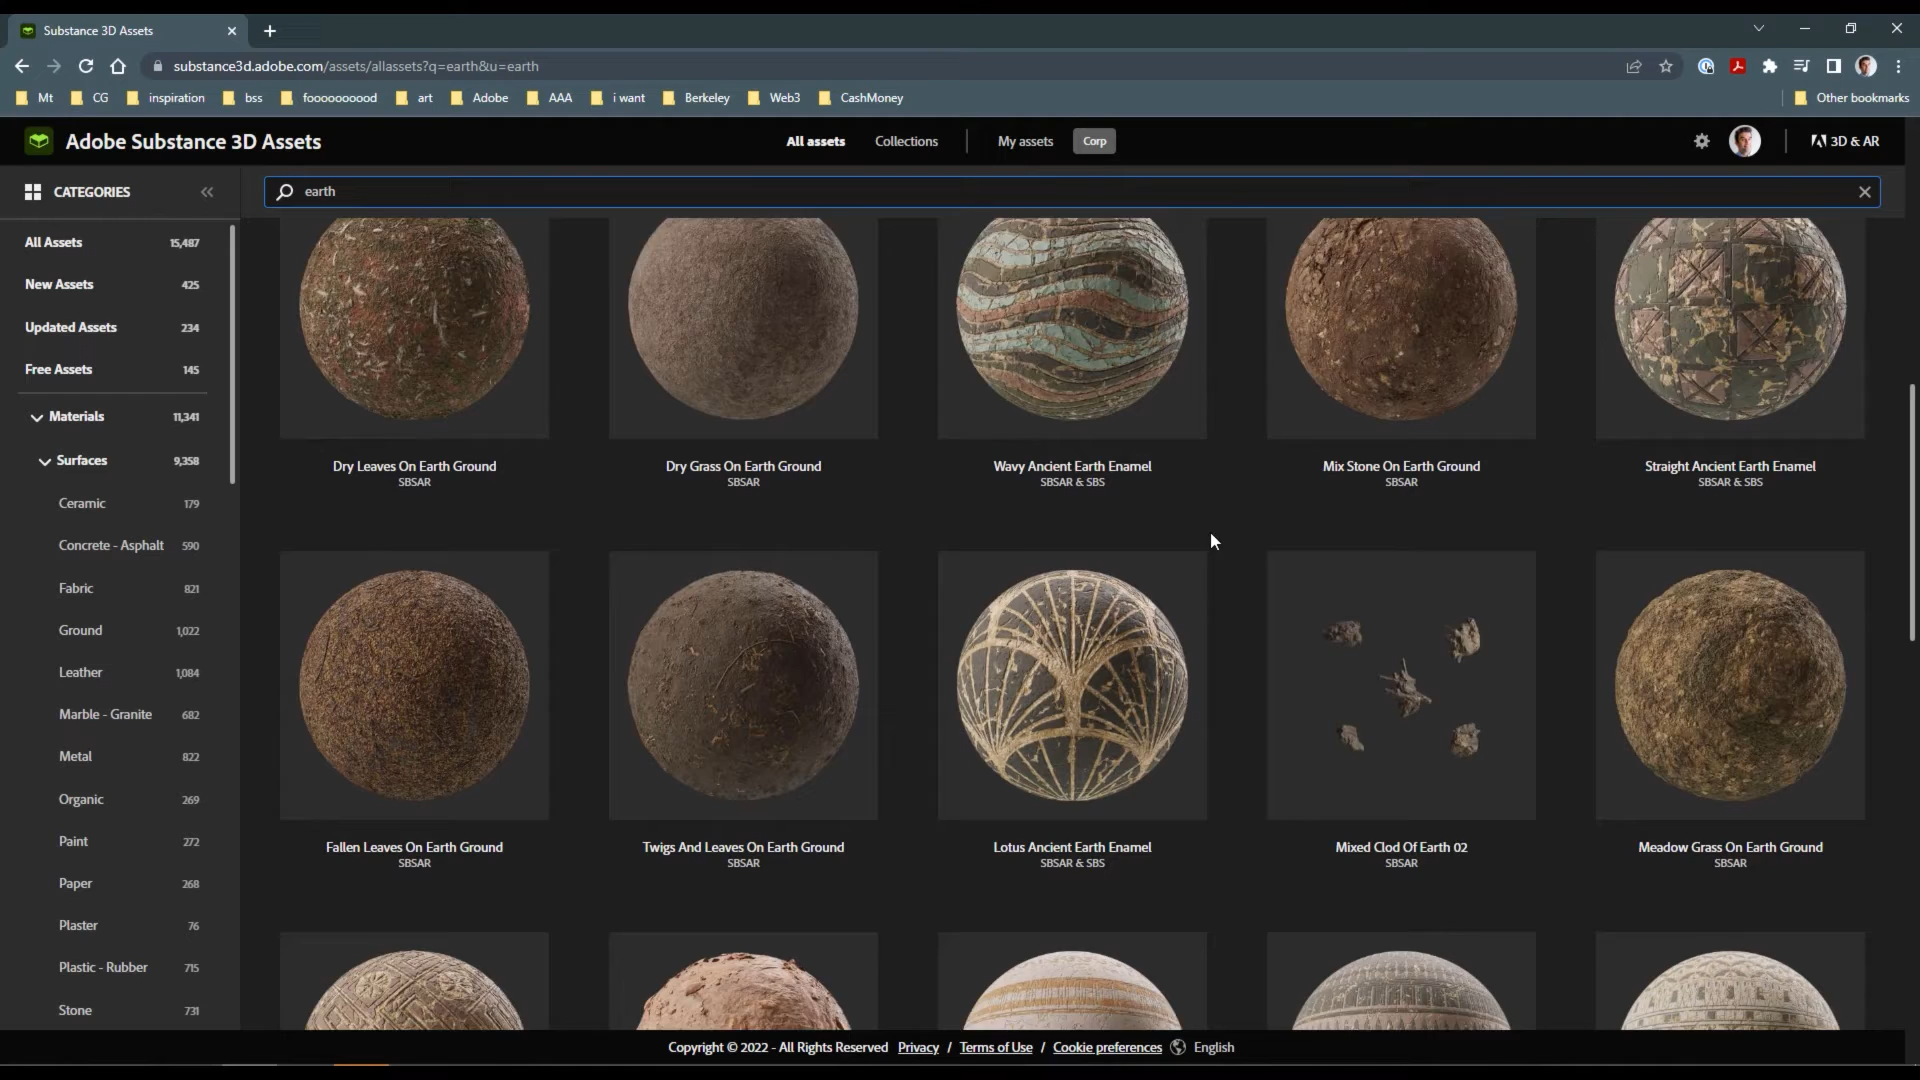 Substance 3D Assets
substance3d.adobe.com/assets/allassets?q=earth&u=earth
Mt CG inspiration bss foooooooood art Adobe AAA i want Berkeley Web3 CashMoney Other bookmarks
Adobe Substance 3D Assets All assets Collections My assets Corp 3D & AR
CATEGORIES
earth
All Assets 15,487
New Assets 425
Updated Assets 234
Free Assets 145
Materials 11,341
Surfaces 9,358
Ceramic 179
Concrete - Asphalt 590
Fabric 821
Ground 1,022
Leather 1,084
Marble - Granite 682
Metal 822
Organic 269
Paint 272
Paper 268
Plaster 76
Plastic - Rubber 715
Stone 731
Dry Leaves On Earth Ground
SBSAR
Dry Grass On Earth Ground
SBSAR
Wavy Ancient Earth Enamel
SBSAR & SBS
Mix Stone On Earth Ground
SBSAR
Straight Ancient Earth Enamel
SBSAR & SBS
Fallen Leaves On Earth Ground
SBSAR
Twigs And Leaves On Earth Ground
SBSAR
Lotus Ancient Earth Enamel
SBSAR & SBS
Mixed Clod Of Earth 02
SBSAR
Meadow Grass On Earth Ground
SBSAR
Copyright © 2022 - All Rights Reserved Privacy / Terms of Use / Cookie preferences English